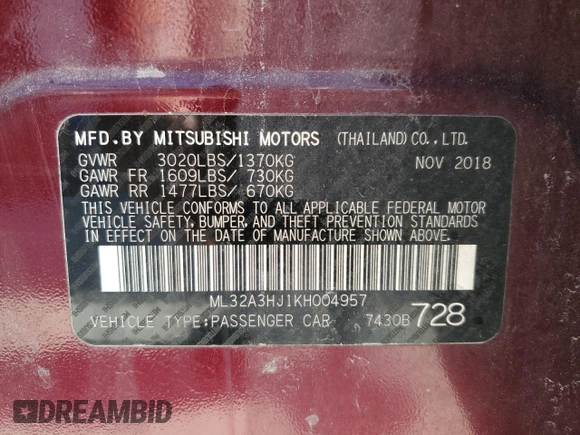 MFD.BY MITSUBISHI MOTORS (THAILAND)CO.,LTD.
GVWR 3020LBS/1370KG NOV 2018
GAWR FR 1609LBS/ 730KG
GAWR RR 1477LBS/ 670KG
THIS VEHICLE CONFORMS TO ALL APPLICABLE FEDERAL MOTOR
VEHICLE SAFETY, BUMPER, AND THEFT PREVENTION STANDARDS
IN EFFECT ON THE DATE OF MANUFACTURE SHOWN ABOVE.
ML32A3HJ1KH004957
VEHICLE TYPE:PASSENGER CAR 7430B 728
DREAMBID